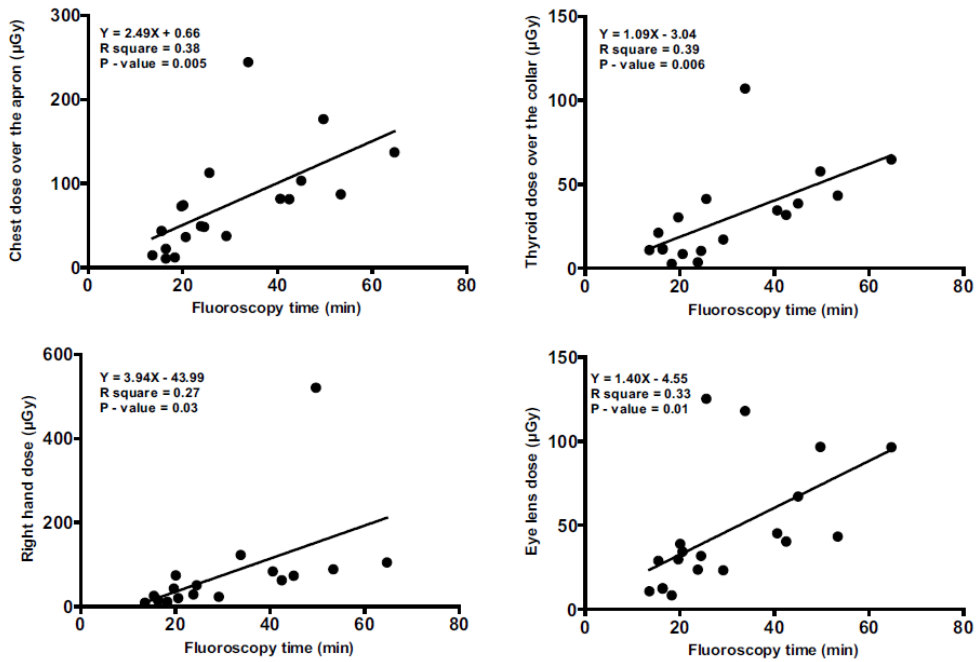 Y = 2.49X + 0.66
R square = 0.38
P - value = 0.005
Chest dose over the apron (µGy)
300
200
100
0
0 20 40 60 80
Fluoroscopy time (min)
Y = 1.09X - 3.04
R square = 0.39
P - value = 0.006
Thyroid dose over the collar (µGy)
150
100
50
0
0 20 40 60 80
Fluoroscopy time (min)
Y = 3.94X - 43.99
R square = 0.27
P - value = 0.03
Right hand dose (µGy)
600
400
200
0
0 20 40 60 80
Fluoroscopy time (min)
Y = 1.40X - 4.55
R square = 0.33
P - value = 0.01
Eye lens dose (µGy)
150
100
50
0
0 20 40 60 80
Fluoroscopy time (min)